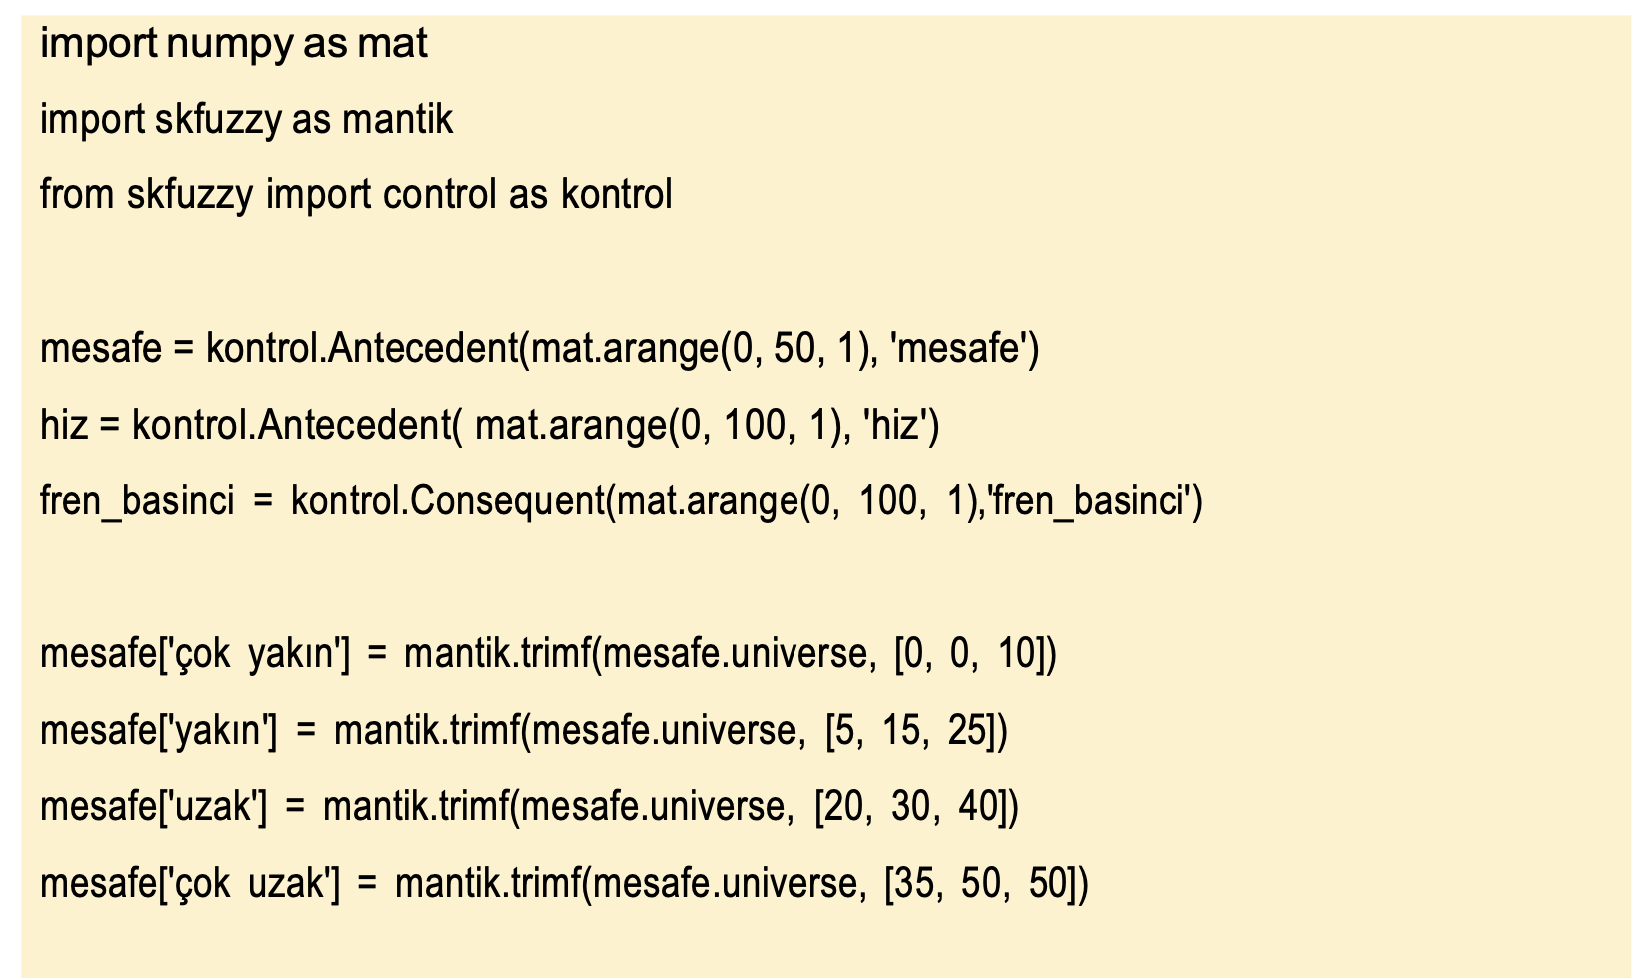 import numpy as mat
import skfuzzy as mantik
from skfuzzy import control as kontrol
mesafe = kontrol.Antecedent(mat.arange(0, 50, 1), 'mesafe')
hiz = kontrol.Antecedent( mat.arange(0, 100, 1), 'hiz')
fren_basinci = kontrol.Consequent(mat.arange(0, 100, 1),'fren_basinci')
mesafe['çok yakın'] = mantik.trimf(mesafe.universe, [0, 0, 10])
mesafe['yakın'] = mantik.trimf(mesafe.universe, [5, 15, 25])
mesafe['uzak'] = mantik.trimf(mesafe.universe, [20, 30, 40])
mesafe['çok uzak'] = mantik.trimf(mesafe.universe, [35, 50, 50])